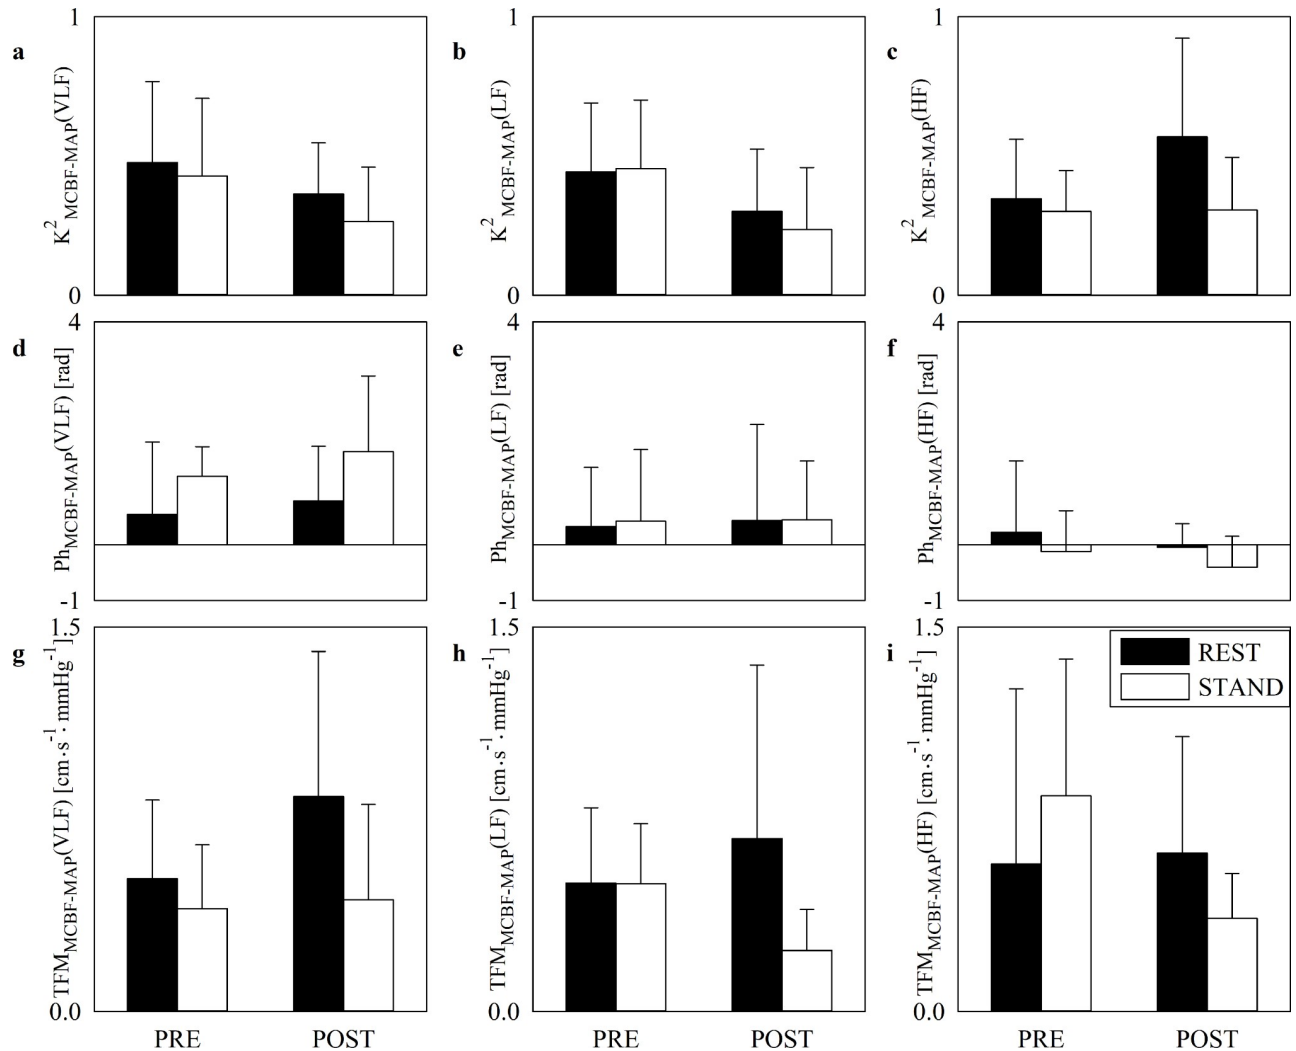 a
K²MCBF-MAP(VLF)
1
0
b
K²MCBF-MAP(LF)
1
0
c
K²MCBF-MAP(HF)
1
0
d
PhMCBF-MAP(VLF) [rad]
4
-1
e
PhMCBF-MAP(LF) [rad]
4
-1
f
PhMCBF-MAP(HF) [rad]
4
-1
g
TFMMCBF-MAP(VLF) [cm·s⁻¹·mmHg⁻¹]
1.5
0.0
PRE POST
h
TFMMCBF-MAP(LF) [cm·s⁻¹·mmHg⁻¹]
1.5
0.0
PRE POST
i
TFMMCBF-MAP(HF) [cm·s⁻¹·mmHg⁻¹]
1.5
0.0
REST
STAND
PRE POST